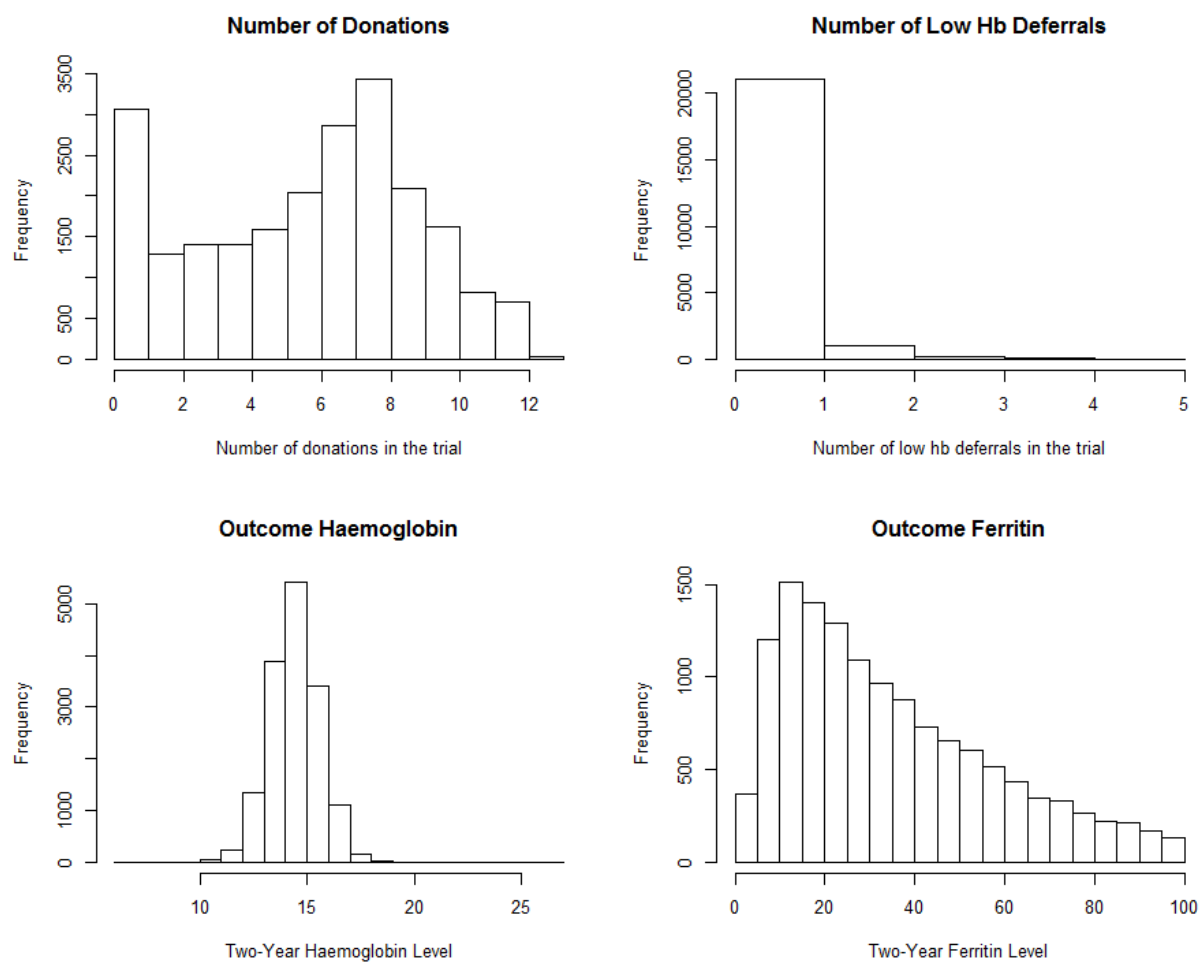 Number of Donations
Frequency
0
500
1500
2500
3500
0 2 4 6 8 10 12
Number of donations in the trial
Number of Low Hb Deferrals
Frequency
0
5000
10000
15000
20000
0 1 2 3 4 5
Number of low hb deferrals in the trial
Outcome Haemoglobin
Frequency
0
1000
3000
5000
10 15 20 25
Two-Year Haemoglobin Level
Outcome Ferritin
Frequency
0
500
1000
1500
0 20 40 60 80 100
Two-Year Ferritin Level